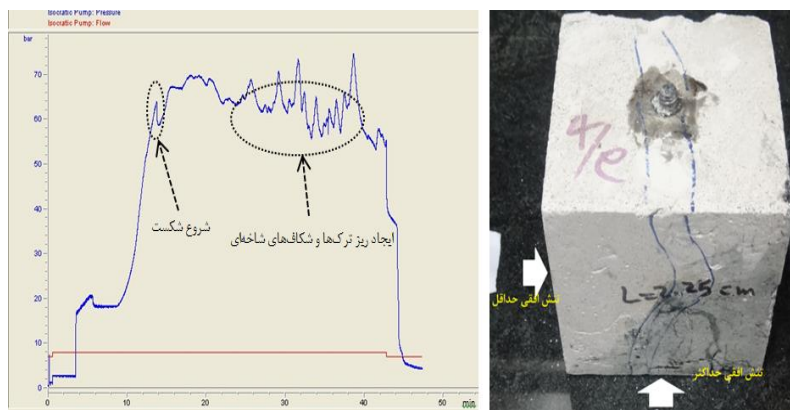 Isocratic Pump: Pressure
Isocratic Pump: Flow
bar
70
60
50
40
30
20
10
0
0
10
20
30
40
50
min
شروع شکست
ایجاد ریز ترک‌ها و شکاف‌های شاخه‌ای
4/e
L=2.25 cm
تنش افقی حداقل
تنش افقی حداکثر